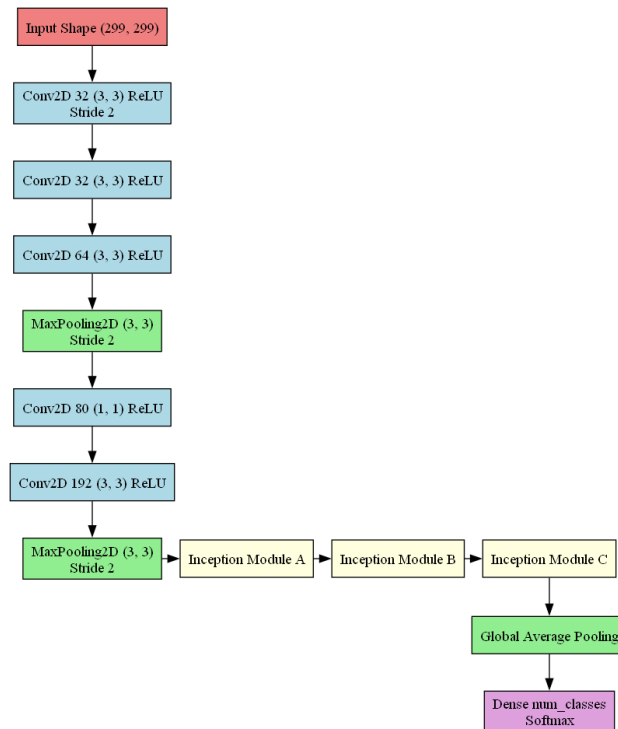 Input Shape (299, 299)
Conv2D 32 (3, 3) ReLU
Stride 2
Conv2D 32 (3, 3) ReLU
Conv2D 64 (3, 3) ReLU
MaxPooling2D (3, 3)
Stride 2
Conv2D 80 (1, 1) ReLU
Conv2D 192 (3, 3) ReLU
MaxPooling2D (3, 3)
Stride 2
Inception Module A
Inception Module B
Inception Module C
Global Average Pooling
Dense num_classes
Softmax